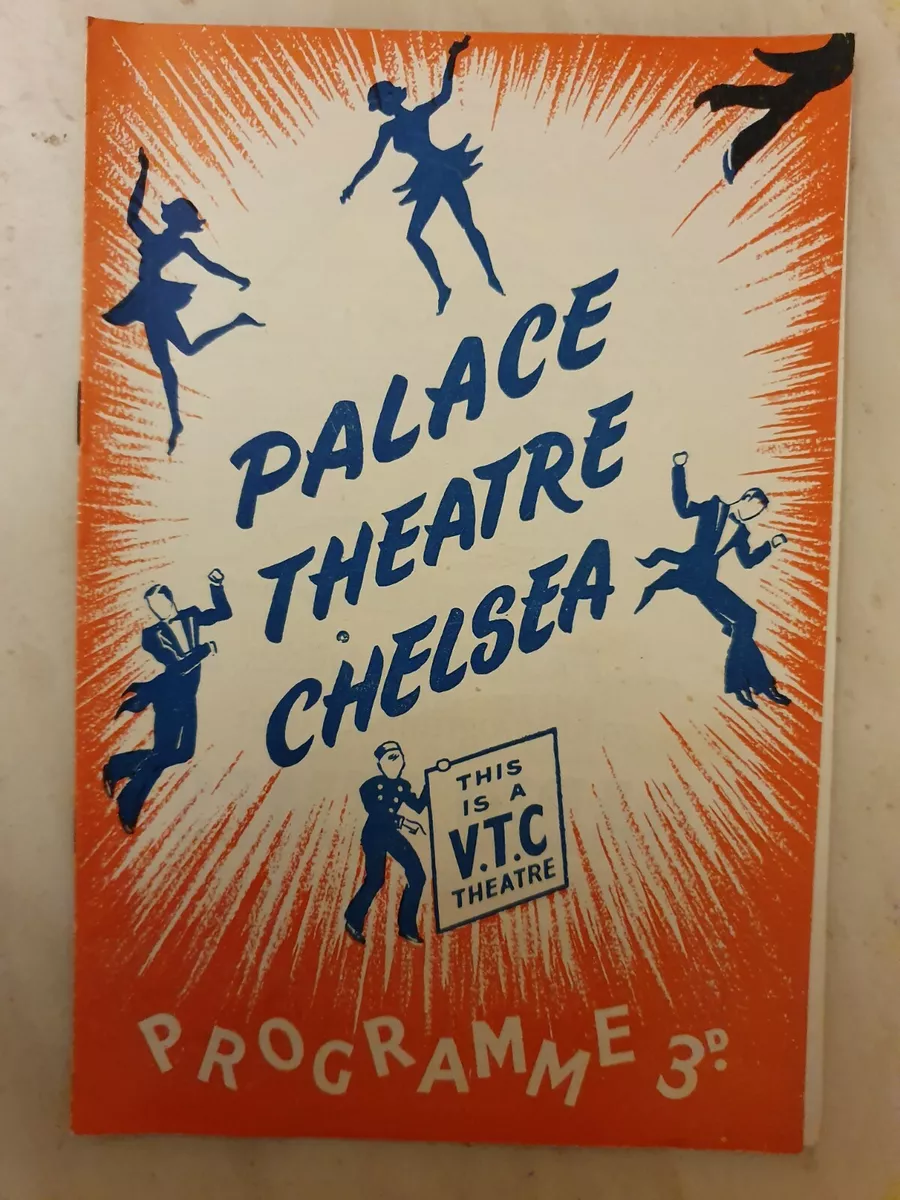 PALACE
THEATRE
CHELSEA
THIS
IS A
V.T.C
THEATRE
PROGRAMME 3D.